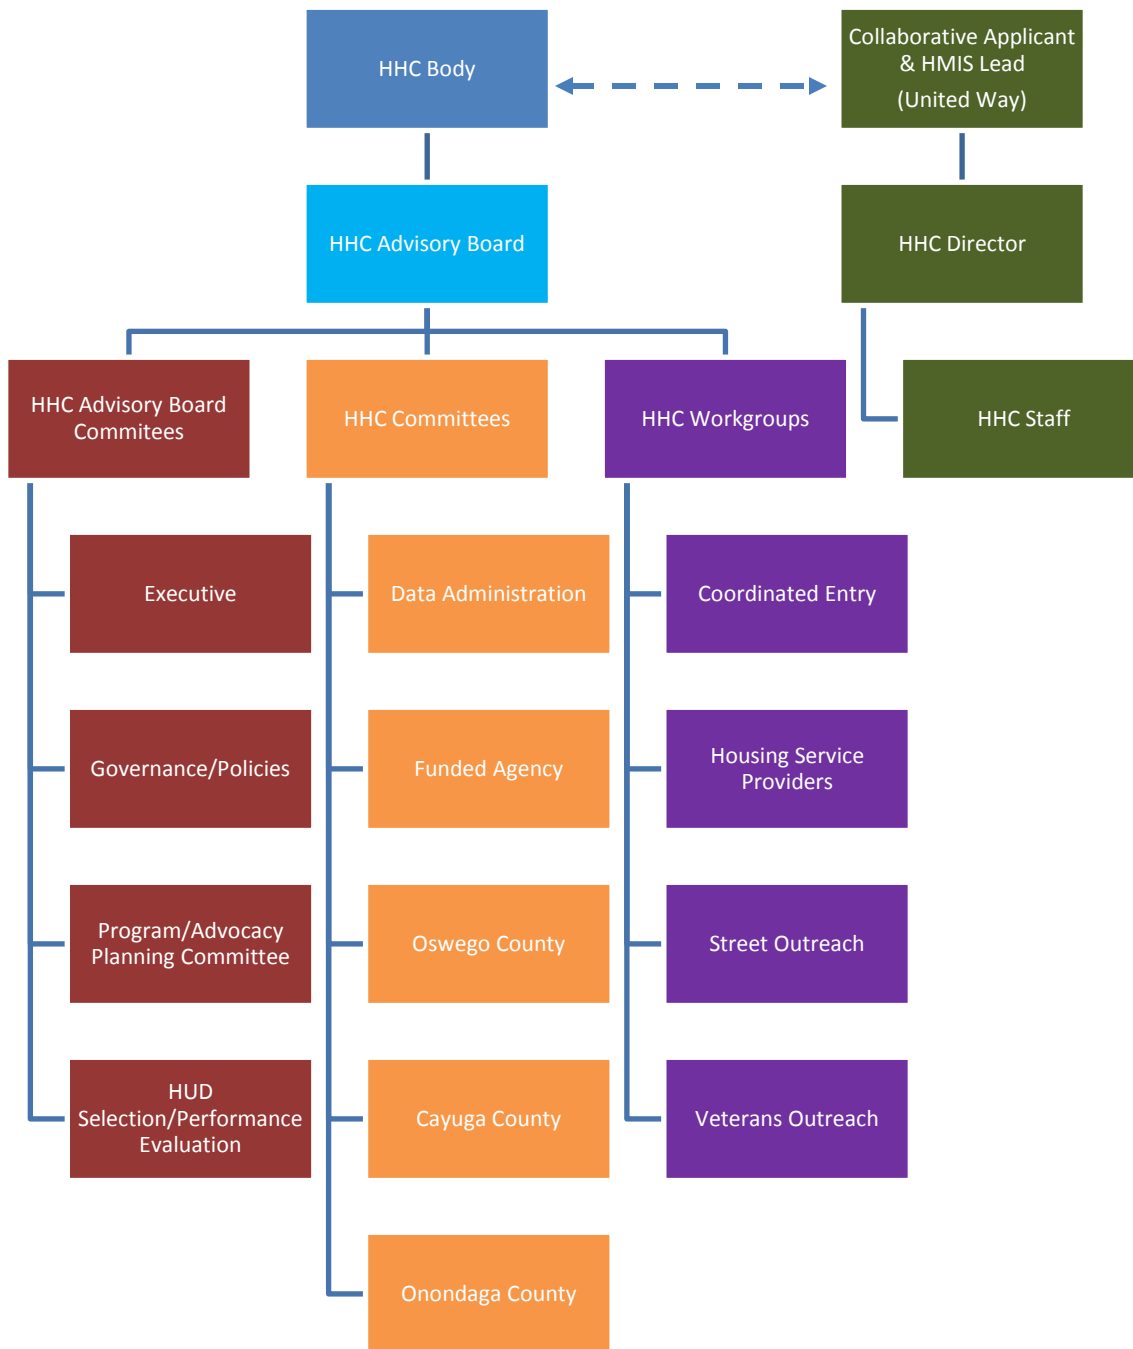 HHC Body
Collaborative Applicant
& HMIS Lead
(United Way)
HHC Advisory Board
HHC Director
HHC Advisory Board
Commitees
HHC Committees
HHC Workgroups
HHC Staff
Executive
Data Administration
Coordinated Entry
Governance/Policies
Funded Agency
Housing Service
Providers
Program/Advocacy
Planning Committee
Oswego County
Street Outreach
HUD
Selection/Performance
Evaluation
Cayuga County
Veterans Outreach
Onondaga County